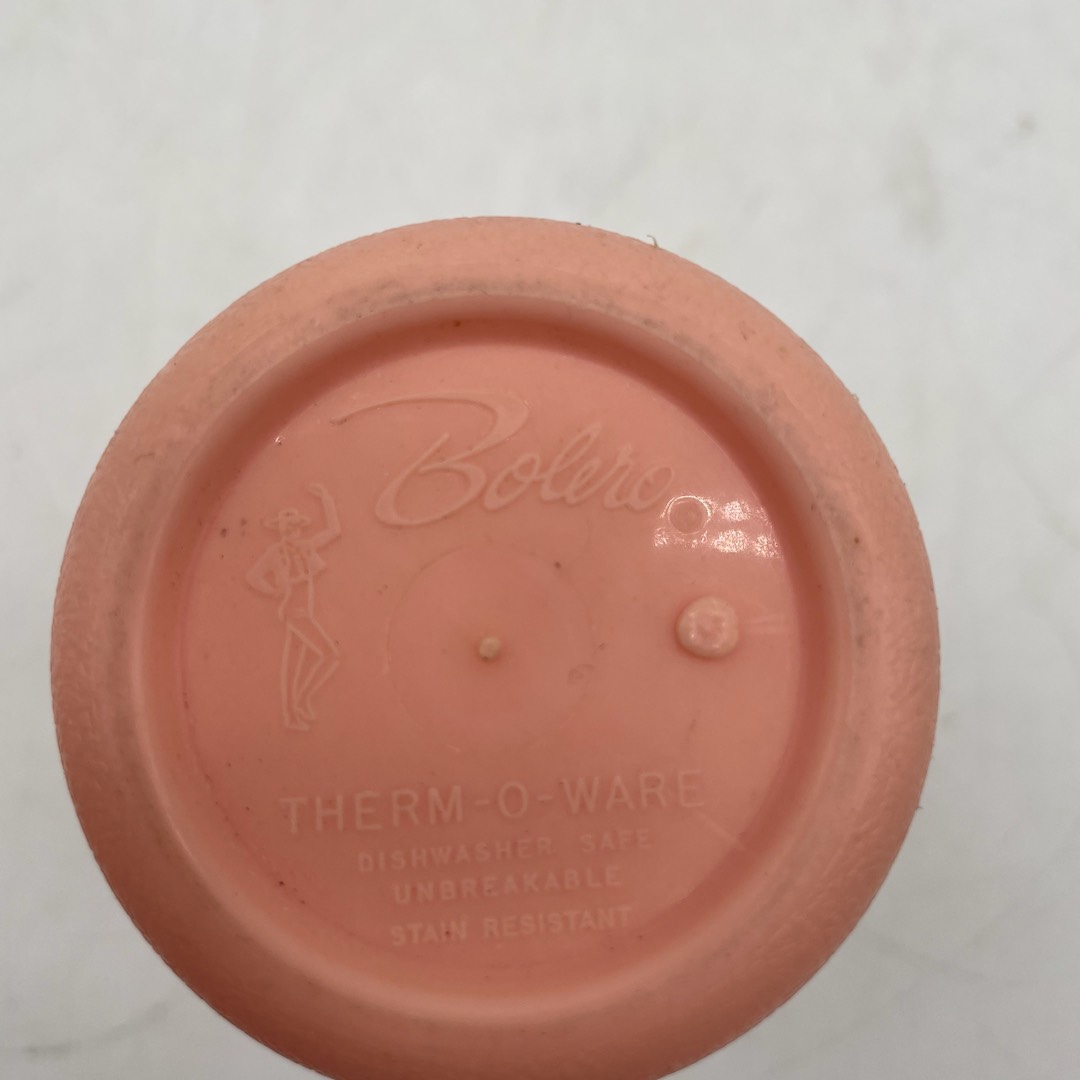 Bolero
THERM-O-WARE
DISHWASHER SAFE
UNBREAKABLE
STAIN RESISTANT